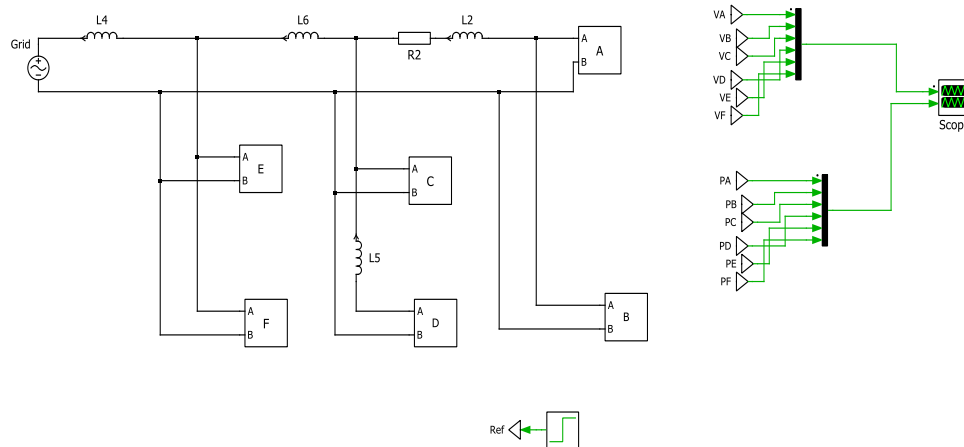 L4
L6
L2
Grid
R2
A
B
A
VA
VB
VC
VD
VE
VF
Scop
A
B
E
A
B
C
PA
PB
PC
PD
PE
PF
L5
A
B
F
A
B
D
A
B
B
Ref